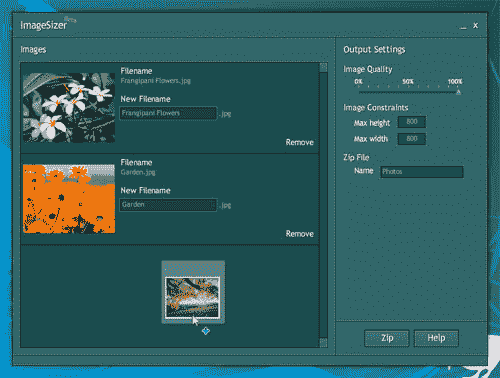 ImageSizer Beta
_ x
Images
Filename
Frangipani Flowers.jpg
New Filename
Frangipani Flowers .jpg
Remove
Filename
Garden.jpg
New Filename
Garden .jpg
Remove
Output Settings
Image Quality
0% 50% 100%
Image Constraints
Max height 800
Max width 800
Zip File
Name Photos
Zip Help